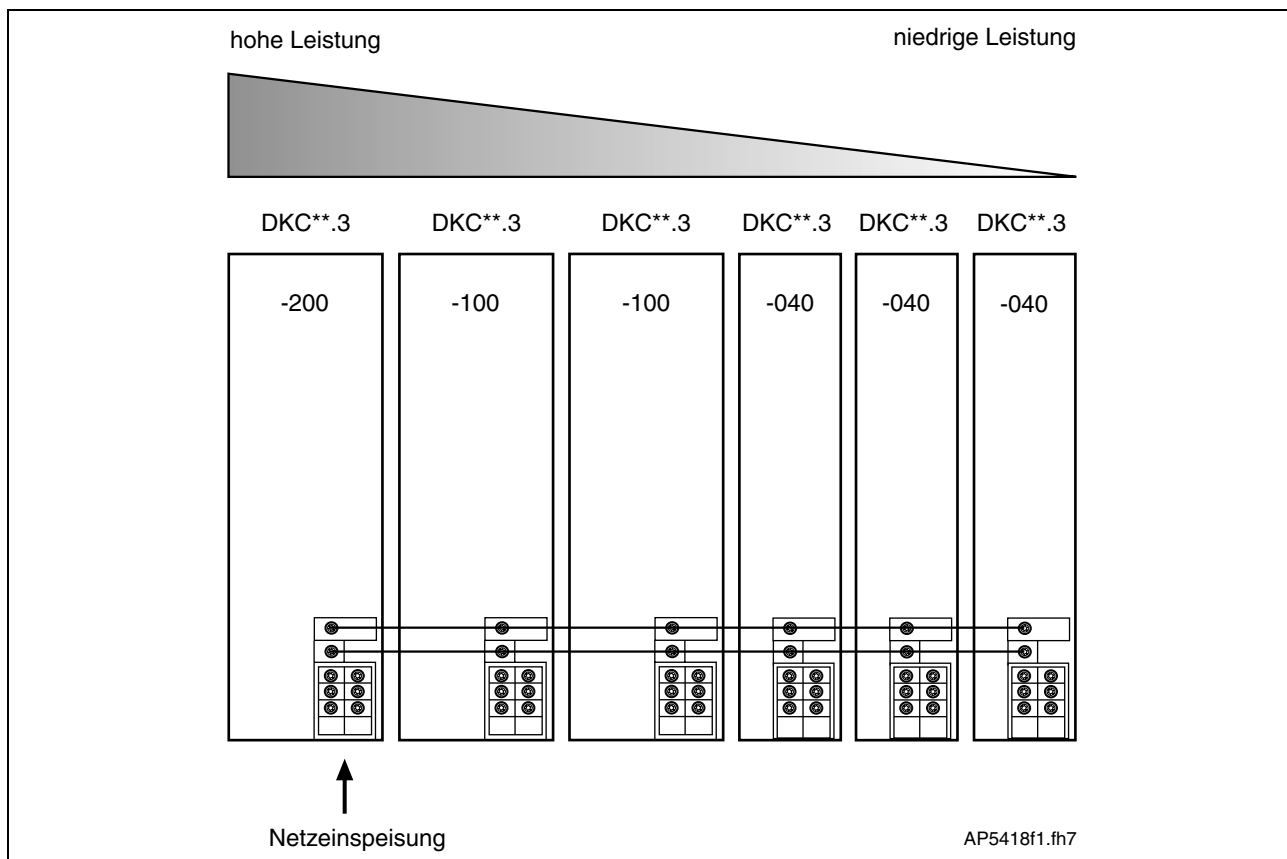 hohe Leistung niedrige Leistung
DKC**.3 DKC**.3 DKC**.3 DKC**.3 DKC**.3 DKC**.3
-200 -100 -100 -040 -040 -040
Netzeinspeisung
AP5418f1.fh7